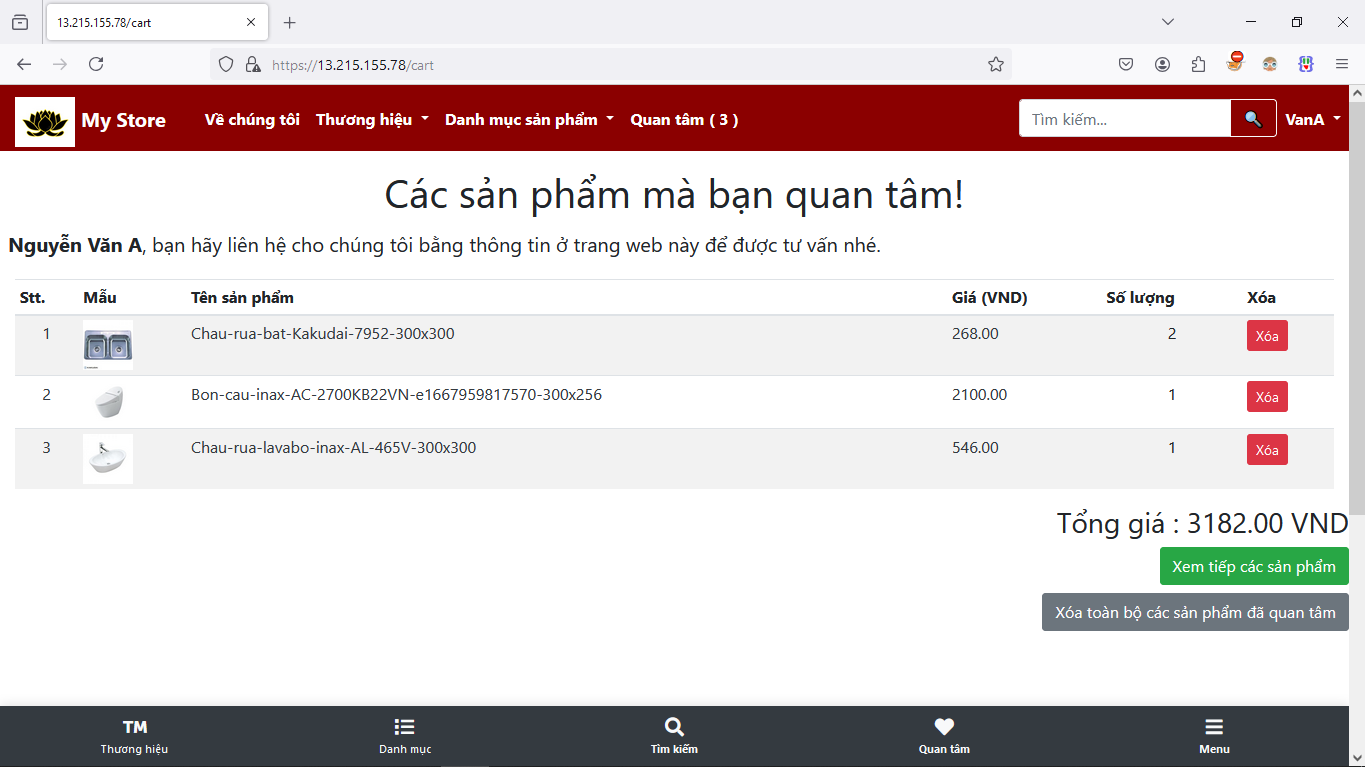 13.215.155.78/cart
https://13.215.155.78/cart
My Store
Về chúng tôi
Thương hiệu
Danh mục sản phẩm
Quan tâm ( 3 )
Tìm kiếm...
VanA
Các sản phẩm mà bạn quan tâm!
Nguyễn Văn A, bạn hãy liên hệ cho chúng tôi bằng thông tin ở trang web này để được tư vấn nhé.
Stt. Mẫu Tên sản phẩm Giá (VND) Số lượng Xóa
1 Chau-rua-bat-Kakudai-7952-300x300 268.00 2 Xóa
2 Bon-cau-inax-AC-2700KB22VN-e1667959817570-300x256 2100.00 1 Xóa
3 Chau-rua-lavabo-inax-AL-465V-300x300 546.00 1 Xóa
Tổng giá : 3182.00 VND
Xem tiếp các sản phẩm
Xóa toàn bộ các sản phẩm đã quan tâm
TM
Thương hiệu
Danh mục
Tìm kiếm
Quan tâm
Menu